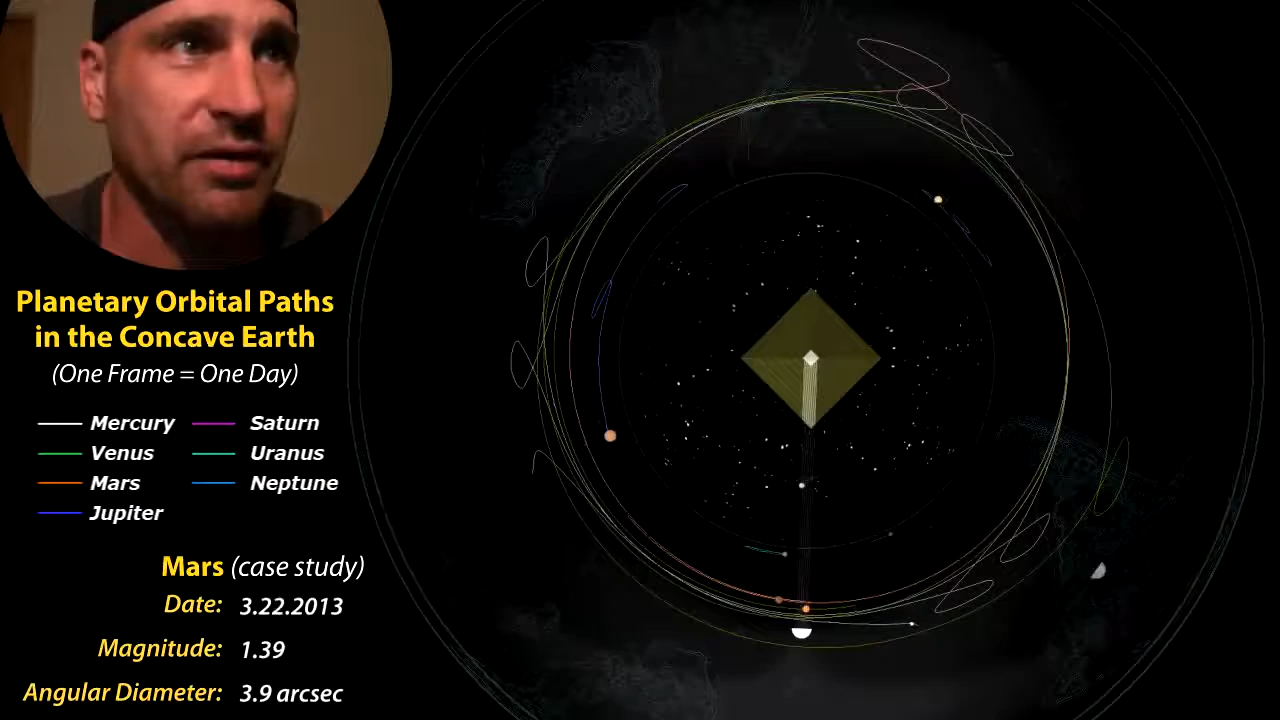 Planetary Orbital Paths
in the Concave Earth
(One Frame = One Day)
Mercury Saturn
Venus Uranus
Mars Neptune
Jupiter
Mars (case study)
Date: 3.22.2013
Magnitude: 1.39
Angular Diameter: 3.9 arcsec